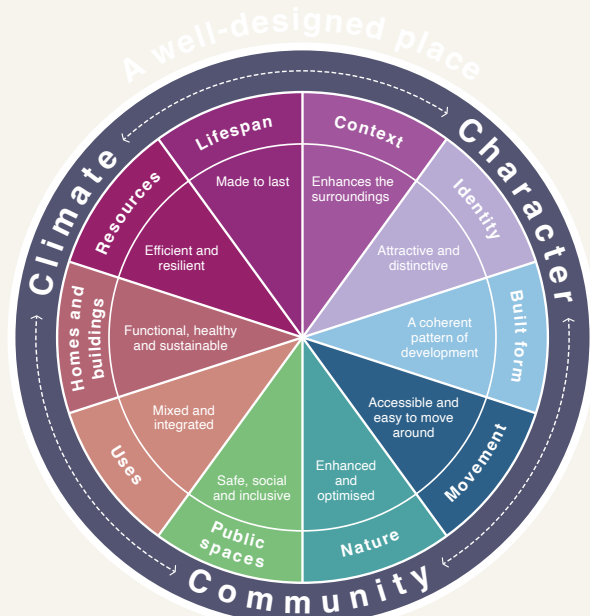 A well-designed place
Climate
Character
Community
Context
Enhances the
surroundings
Identity
Attractive and
distinctive
Built form
A coherent
pattern of
development
Movement
Accessible and
easy to move
around
Nature
Enhanced
and
optimised
Public
spaces
Safe, social
and inclusive
Uses
Mixed and
integrated
Homes and
buildings
Functional, healthy
and sustainable
Resources
Efficient and
resilient
Lifespan
Made to last